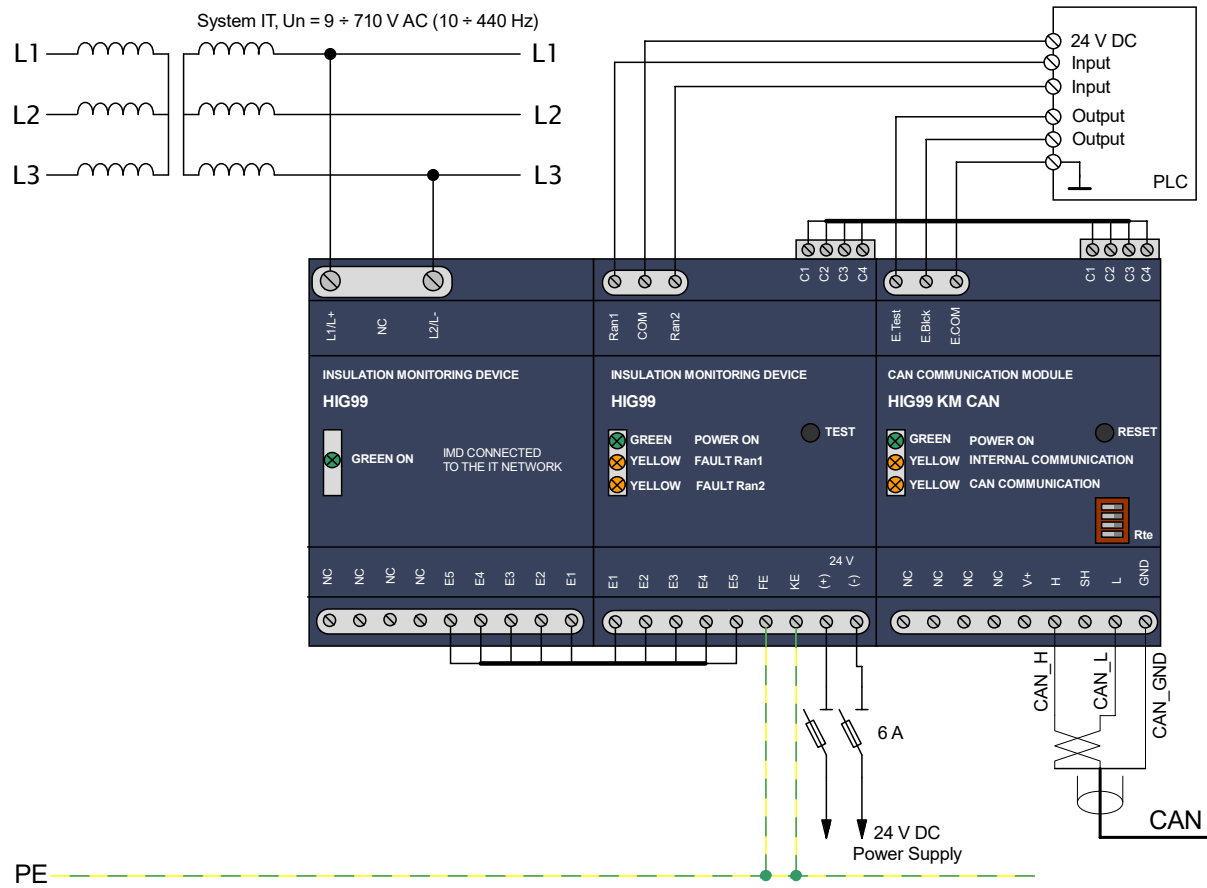 System IT, Un = 9 ÷ 710 V AC (10 ÷ 440 Hz)
L1
L1
L2
L2
L3
L3
24 V DC
Input
Input
Output
Output
PLC
C1
C2
C3
C4
C1
C2
C3
C4
L1/L+
NC
L2/L-
Ran1
COM
Ran2
E.Test
E.Blck
E.COM
INSULATION MONITORING DEVICE
HIG99
GREEN ON
IMD CONNECTED
TO THE IT NETWORK
INSULATION MONITORING DEVICE
HIG99
TEST
GREEN POWER ON
YELLOW FAULT Ran1
YELLOW FAULT Ran2
CAN COMMUNICATION MODULE
HIG99 KM CAN
RESET
GREEN POWER ON
YELLOW INTERNAL COMMUNICATION
YELLOW CAN COMMUNICATION
Rte
NC
NC
NC
NC
E5
E4
E3
E2
E1
24 V
E1
E2
E3
E4
E5
FE
KE
(+)
(-)
NC
NC
NC
NC
V+
H
SH
L
GND
CAN_H
CAN_L
CAN_GND
6 A
24 V DC
Power Supply
CAN
PE